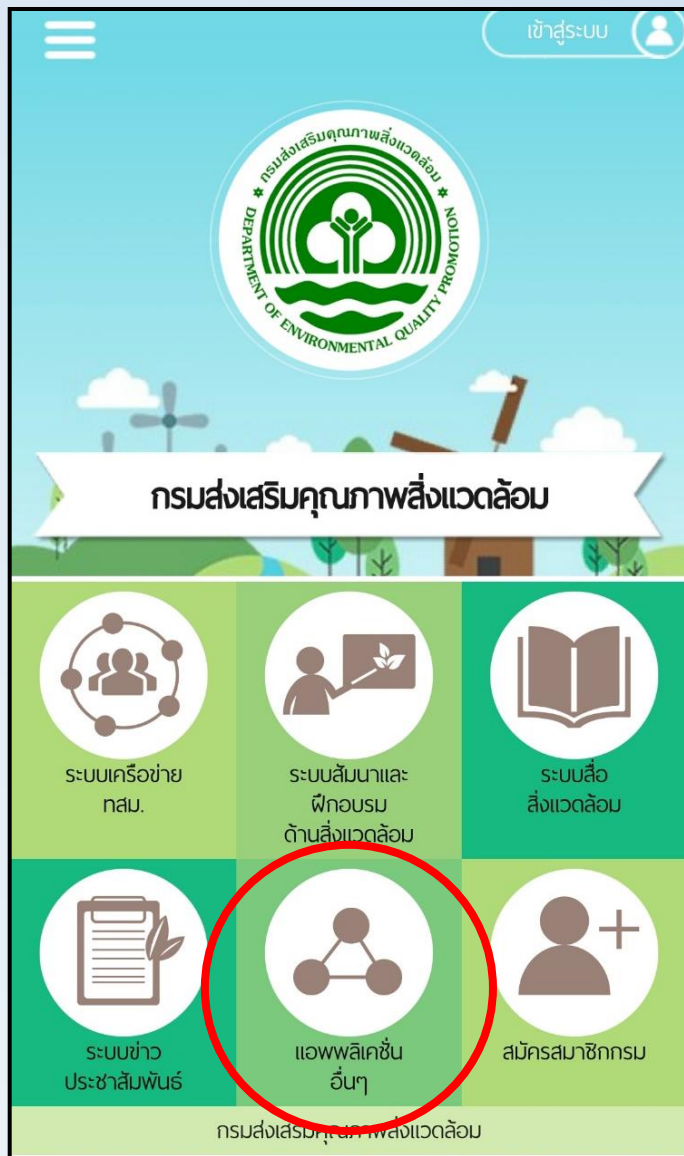 เข้าสู่ระบบ
กรมส่งเสริมคุณภาพสิ่งแวดล้อม
DEPARTMENT OF ENVIRONMENTAL QUALITY PROMOTION
กรมส่งเสริมคุณภาพสิ่งแวดล้อม
ระบบเครือข่าย
ทสม.
ระบบสัมนาและ
ฝึกอบรม
ด้านสิ่งแวดล้อม
ระบบสื่อ
สิ่งแวดล้อม
ระบบข่าว
ประชาสัมพันธ์
แอพพลิเคชั่น
อื่นๆ
สมัครสมาชิกกรม
กรมส่งเสริมคุณภาพสิ่งแวดล้อม